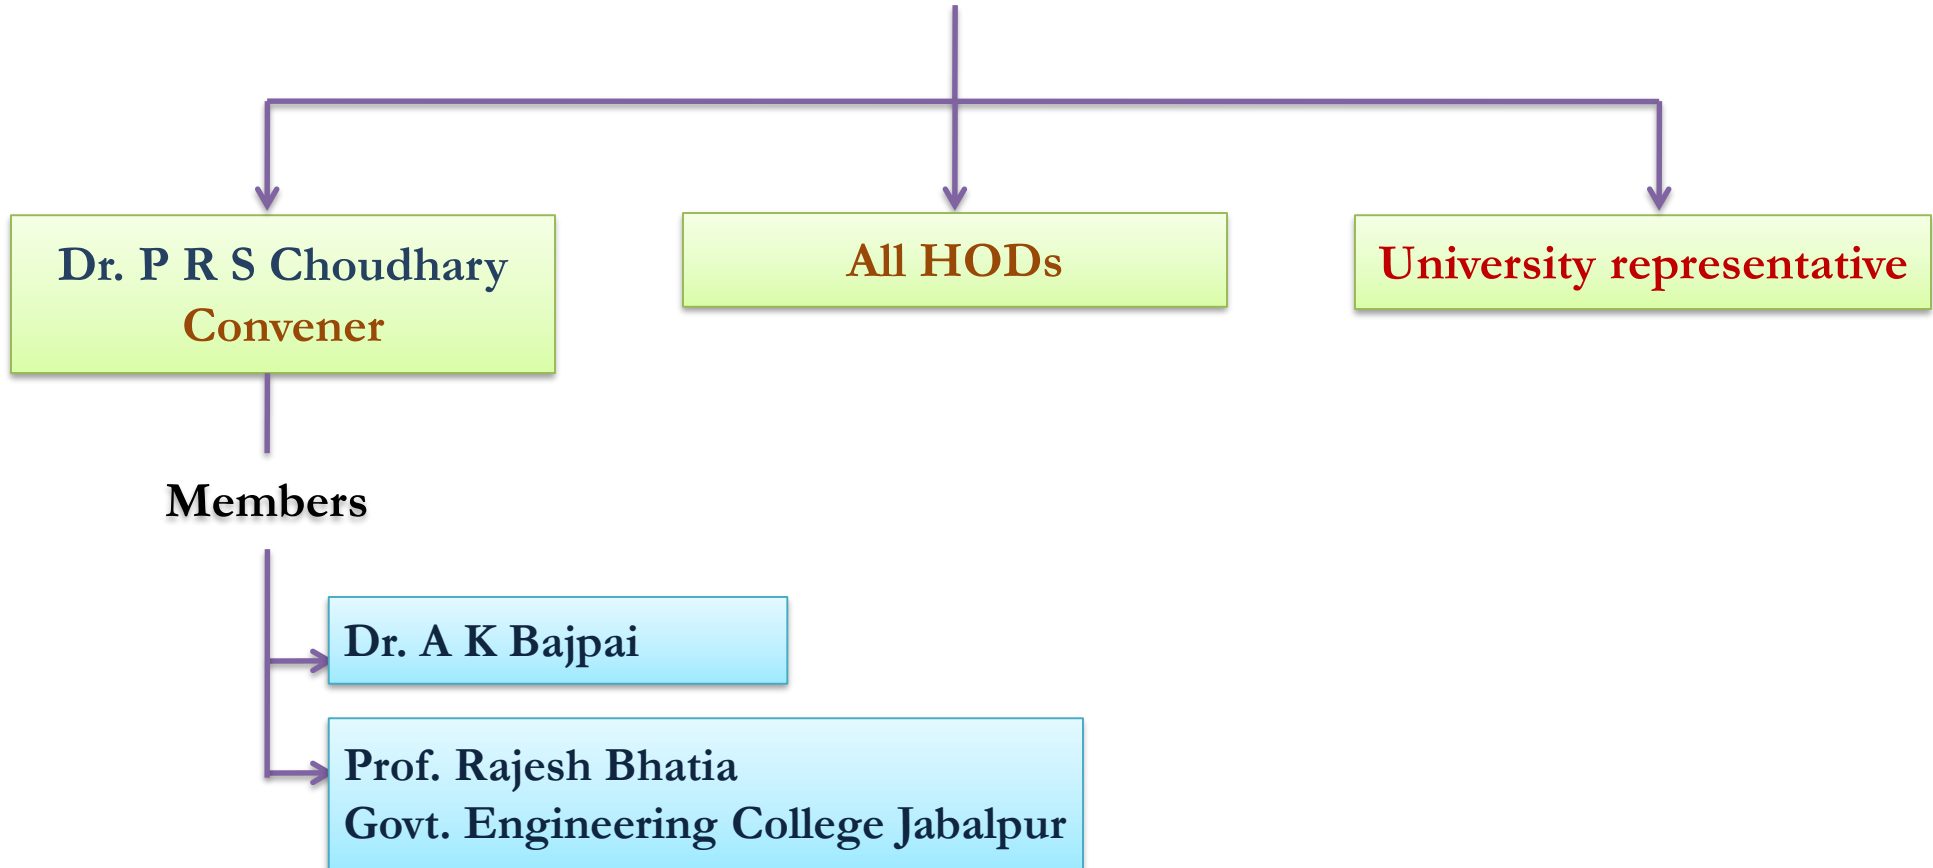 Dr. P R S Choudhary
Convener
All HODs
University representative
Members
Dr. A K Bajpai
Prof. Rajesh Bhatia
Govt. Engineering College Jabalpur